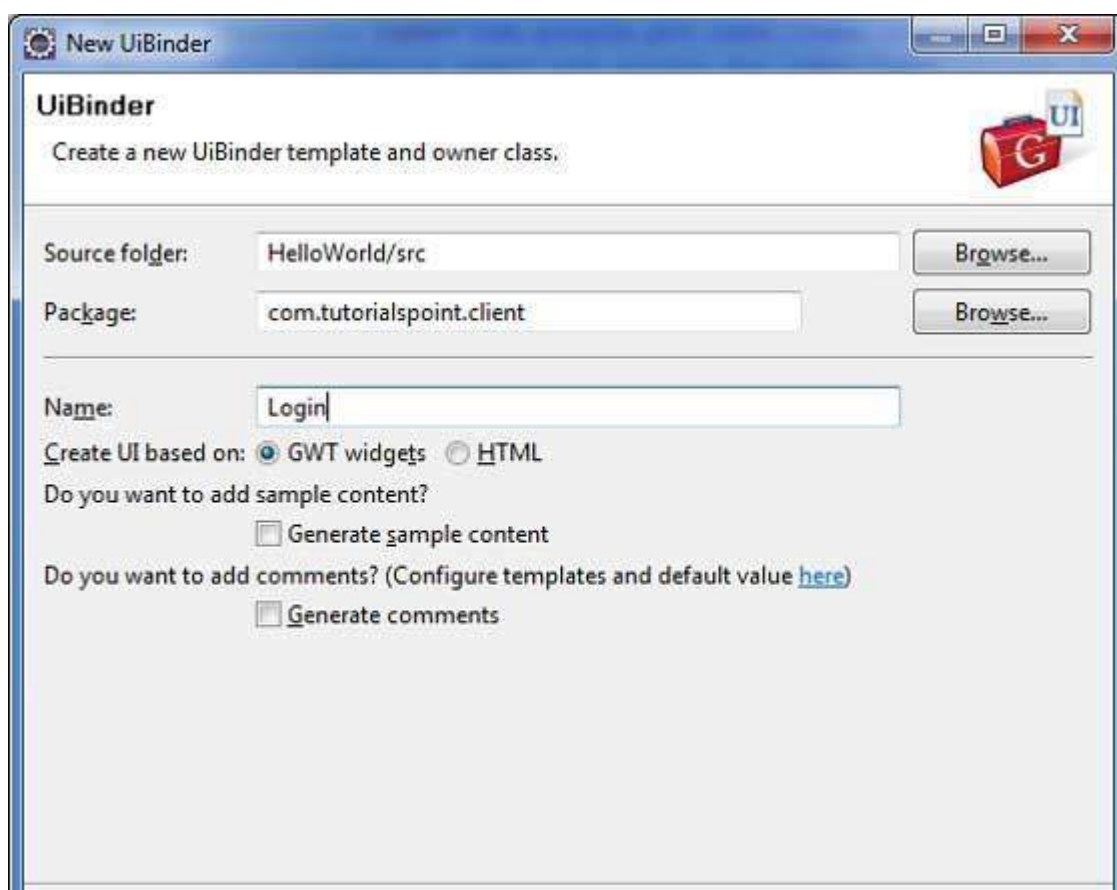 New UiBinder
UiBinder
UI
Create a new UiBinder template and owner class.
G
Source folder: HelloWorld/src Browse...
Package: com.tutorialspoint.client Browse...
Name: Login
Create UI based on: GWT widgets HTML
Do you want to add sample content?
Generate sample content
Do you want to add comments? (Configure templates and default value here)
Generate comments